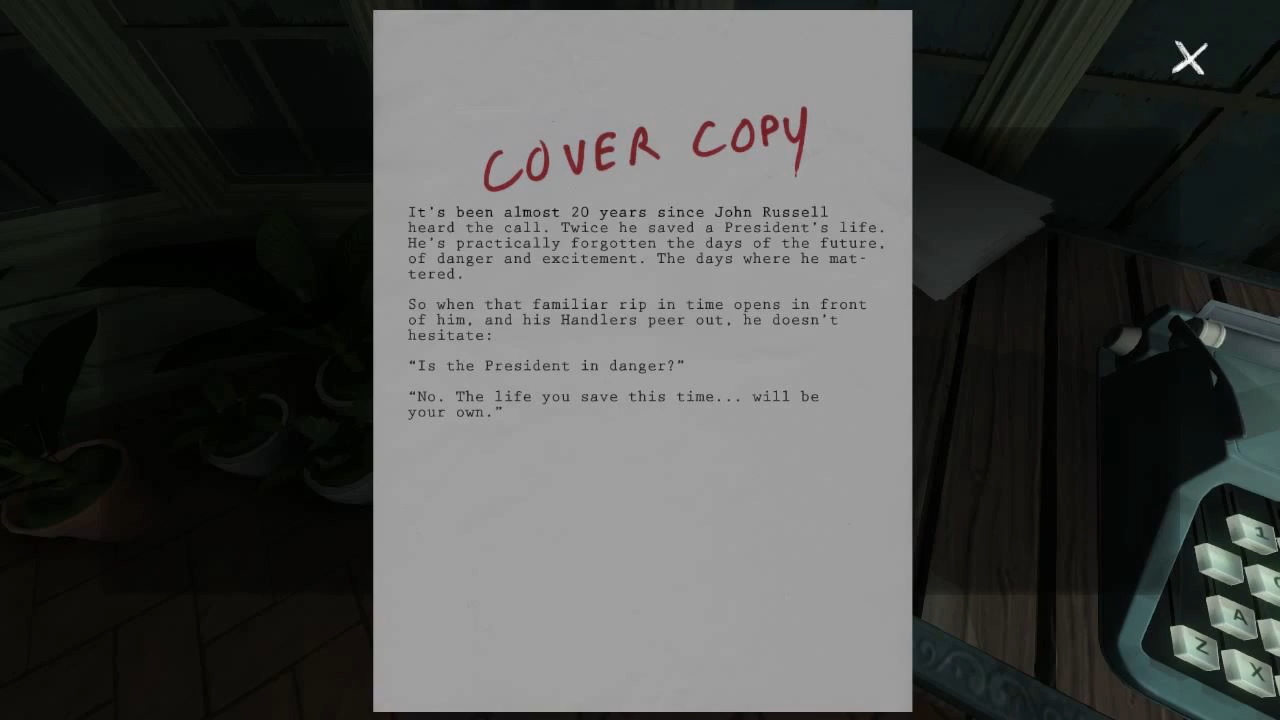 COVER COPY
It's been almost 20 years since John Russell
heard the call. Twice he saved a President's life.
He's practically forgotten the days of the future,
of danger and excitement. The days where he mat-
tered.
So when that familiar rip in time opens in front
of him, and his Handlers peer out, he doesn't
hesitate:
“Is the President in danger?”
“No. The life you save this time... will be
your own.”
1
A
Z
X